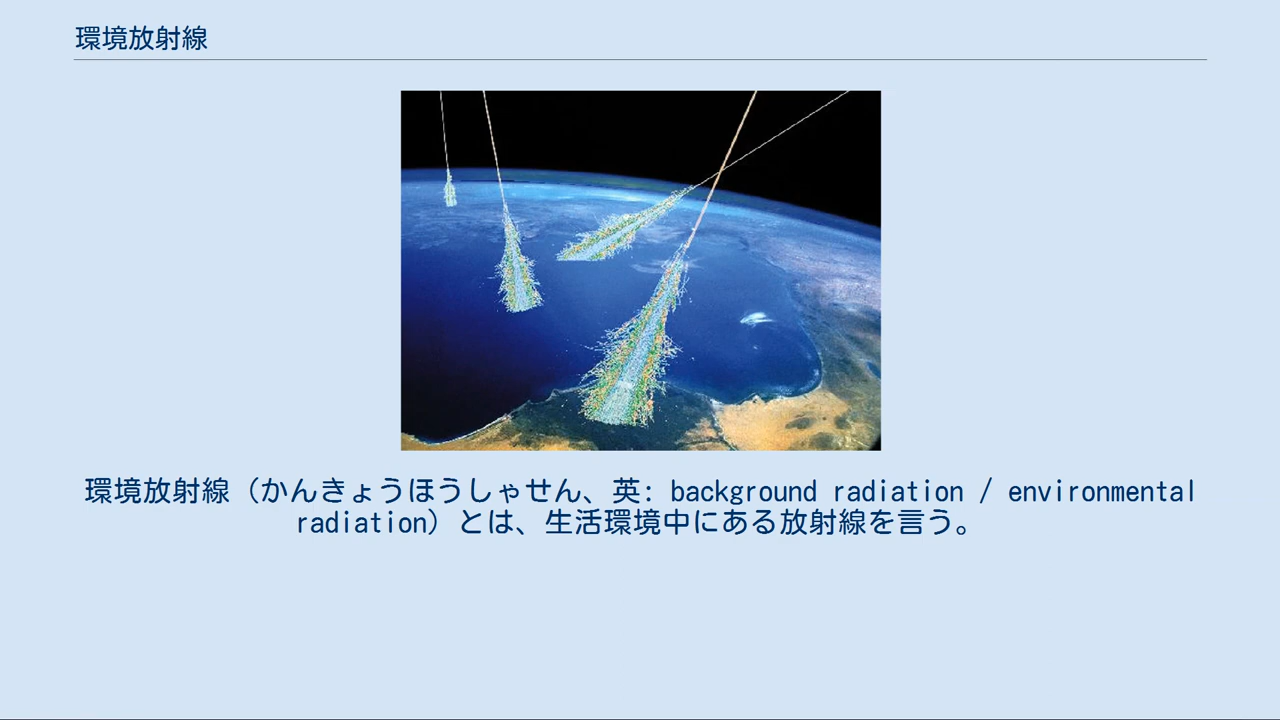 環境放射線
環境放射線（かんきょうほうしゃせん、英: background radiation / environmental
radiation）とは、生活環境中にある放射線を言う。